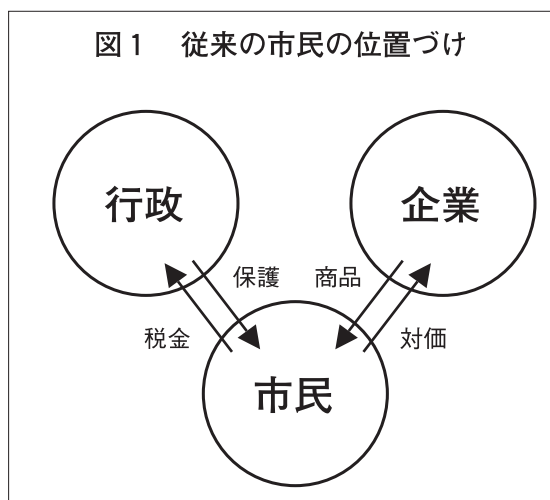 図1 従来の市民の位置づけ
行政
企業
保護
商品
税金
対価
市民